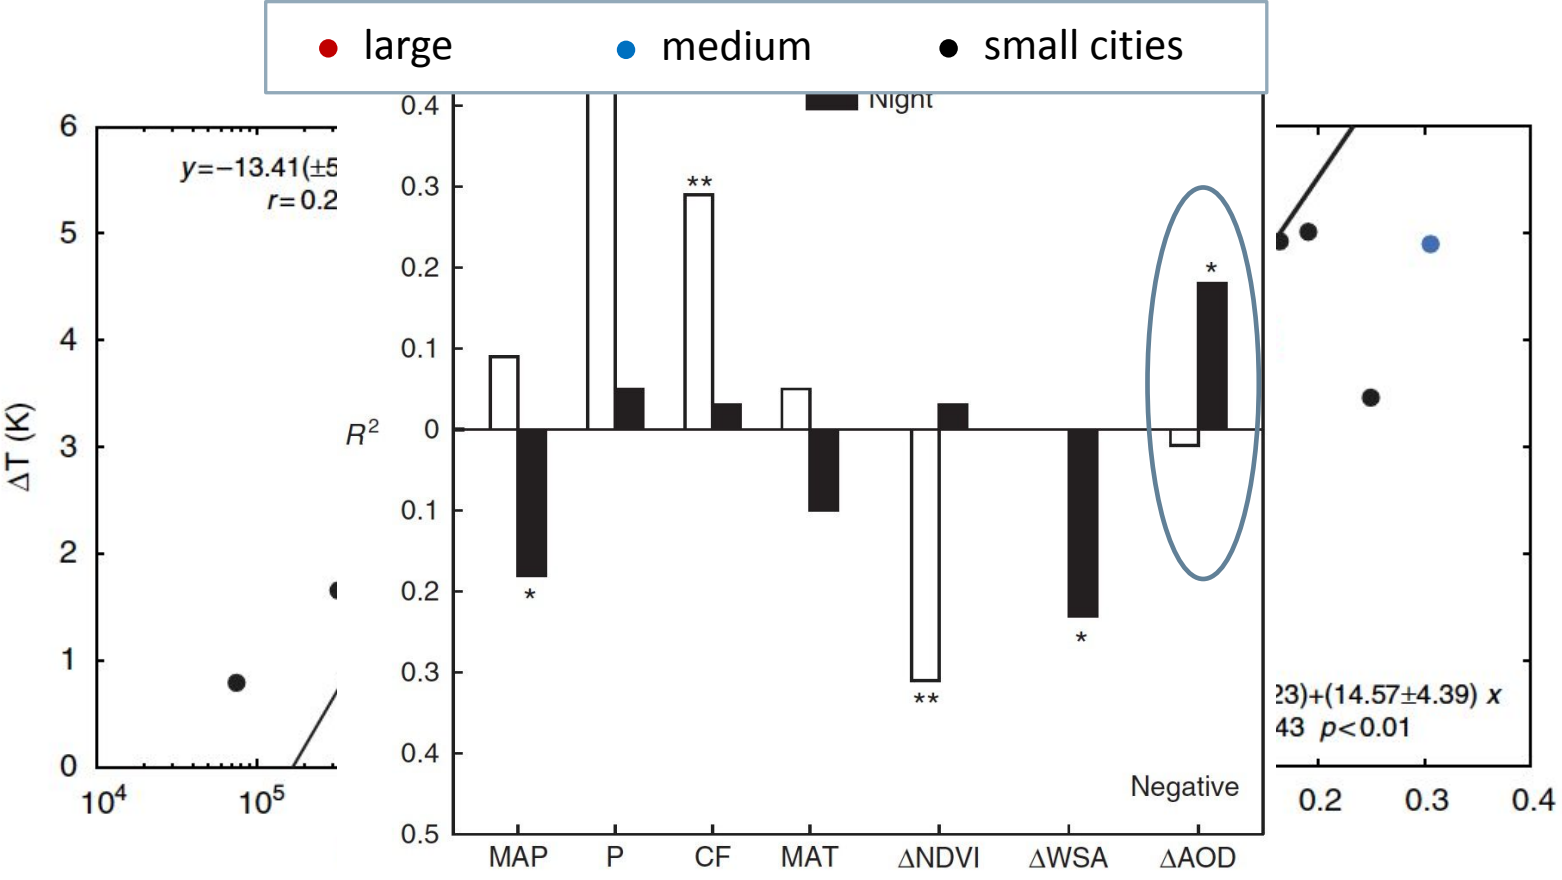 large medium small cities
Night
y=−13.41(±5
r=0.2
ΔT (K)
6
5
4
3
2
1
0
10⁴ 10⁵
R²
0.4
0.3
0.2
0.1
0
0.1
0.2
0.3
0.4
0.5
**
*
*
**
*
Negative
MAP P CF MAT ΔNDVI ΔWSA ΔAOD
23)+(14.57±4.39) x
43 p<0.01
0.2 0.3 0.4